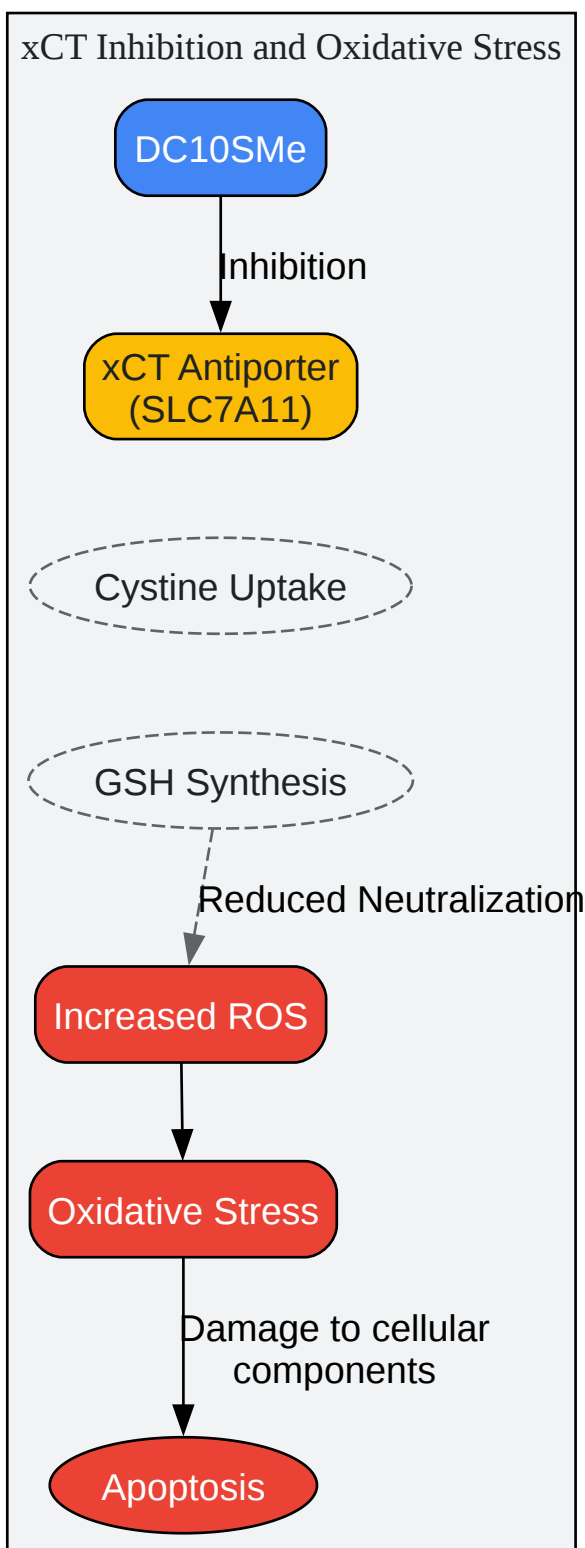 xCT Inhibition and Oxidative Stress
DC10SMe
Inhibition
xCT Antiporter
(SLC7A11)
Cystine Uptake
GSH Synthesis
Reduced Neutralization
Increased ROS
Oxidative Stress
Damage to cellular
components
Apoptosis